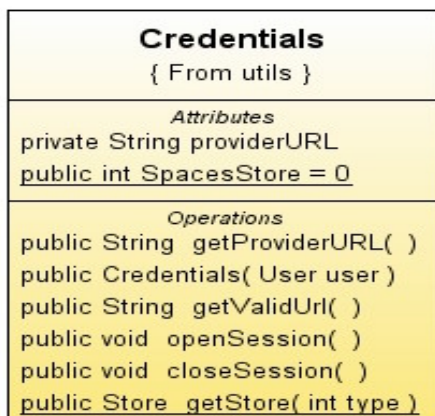 Credentials
{ From utils }
Attributes
private String providerURL
public int SpacesStore = 0
Operations
public String getProviderURL( )
public Credentials( User user )
public String getValidUrl( )
public void openSession( )
public void closeSession( )
public Store getStore( int type )